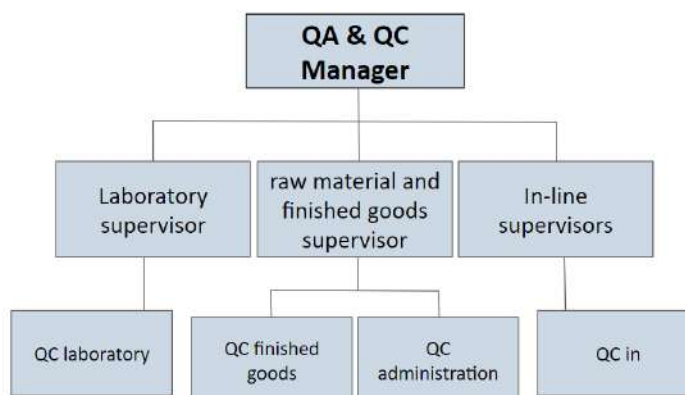 QA & QC
Manager
Laboratory
supervisor
raw material and
finished goods
supervisor
In-line
supervisors
QC laboratory
QC finished
goods
QC
administration
QC in